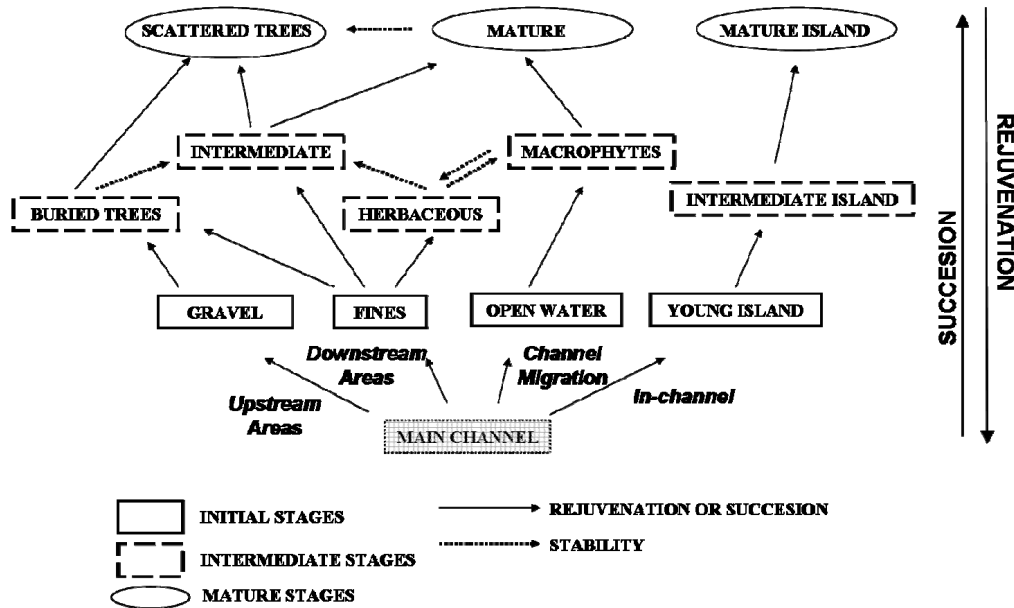 SCATTERED TREES
MATURE
MATURE ISLAND
INTERMEDIATE
MACROPHYTES
BURIED TREES
HERBACEOUS
INTERMEDIATE ISLAND
GRAVEL
FINES
OPEN WATER
YOUNG ISLAND
Downstream
Areas
Channel
Migration
Upstream
Areas
In-channel
MAIN CHANNEL
SUCCESION
REJUVENATION
INITIAL STAGES
REJUVENATION OR SUCCESION
INTERMEDIATE STAGES
STABILITY
MATURE STAGES